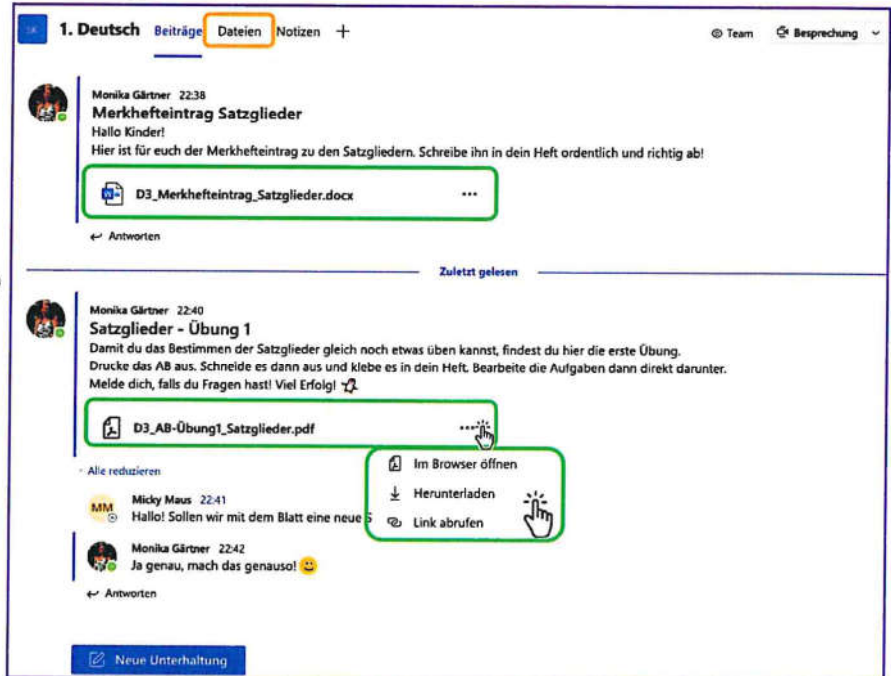 1. Deutsch Beiträge Dateien Notizen + Team Besprechung
Monika Gärtner 22:38
Merkhefteintrag Satzglieder
Hallo Kinder!
Hier ist für euch der Merkhefteintrag zu den Satzgliedern. Schreibe ihn in dein Heft ordentlich und richtig ab!
D3_Merkhefteintrag_Satzglieder.docx ...
Antworten
Zuletzt gelesen
Monika Gärtner 22:40
Satzglieder - Übung 1
Damit du das Bestimmen der Satzglieder gleich noch etwas üben kannst, findest du hier die erste Übung.
Drucke das AB aus. Schneide es dann aus und klebe es in dein Heft. Bearbeite die Aufgaben dann direkt darunter.
Melde dich, falls du Fragen hast! Viel Erfolg!
D3_AB-Übung1_Satzglieder.pdf ...
Im Browser öffnen
Herunterladen
Link abrufen
Alle reduzieren
MM Micky Maus 22:41
Hallo! Sollen wir mit dem Blatt eine neue S
Monika Gärtner 22:42
Ja genau, mach das genauso!
Antworten
Neue Unterhaltung